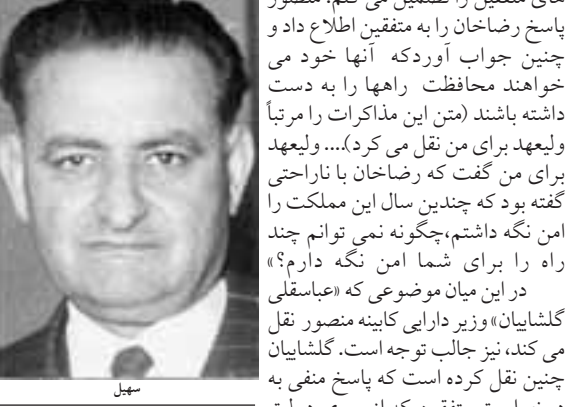 های متفقین را تضمین می کنم. منصور
پاسخ رضاخان را به متفقین اطلاع داد و
چنین جواب آوردکه آنها خود می
خواهند محافظت راهها را به دست
داشته باشند (متن این مذاکرات را مرتباً
ولیعهد برای من نقل می کرد).... ولیعهد
برای من گفت که رضاخان با ناراحتی
گفته بود که چندین سال این مملکت را
امن نگه داشتم،چگونه نمی توانم چند
راه را برای شما امن نگه دارم؟»
در این میان موضوعی که «عباسقلی
گلشاییان» وزیر دارایی کابینه منصور نقل
می کند، نیز جالب توجه است. گلشاییان
چنین نقل کرده است که پاسخ منفی به
سهیل